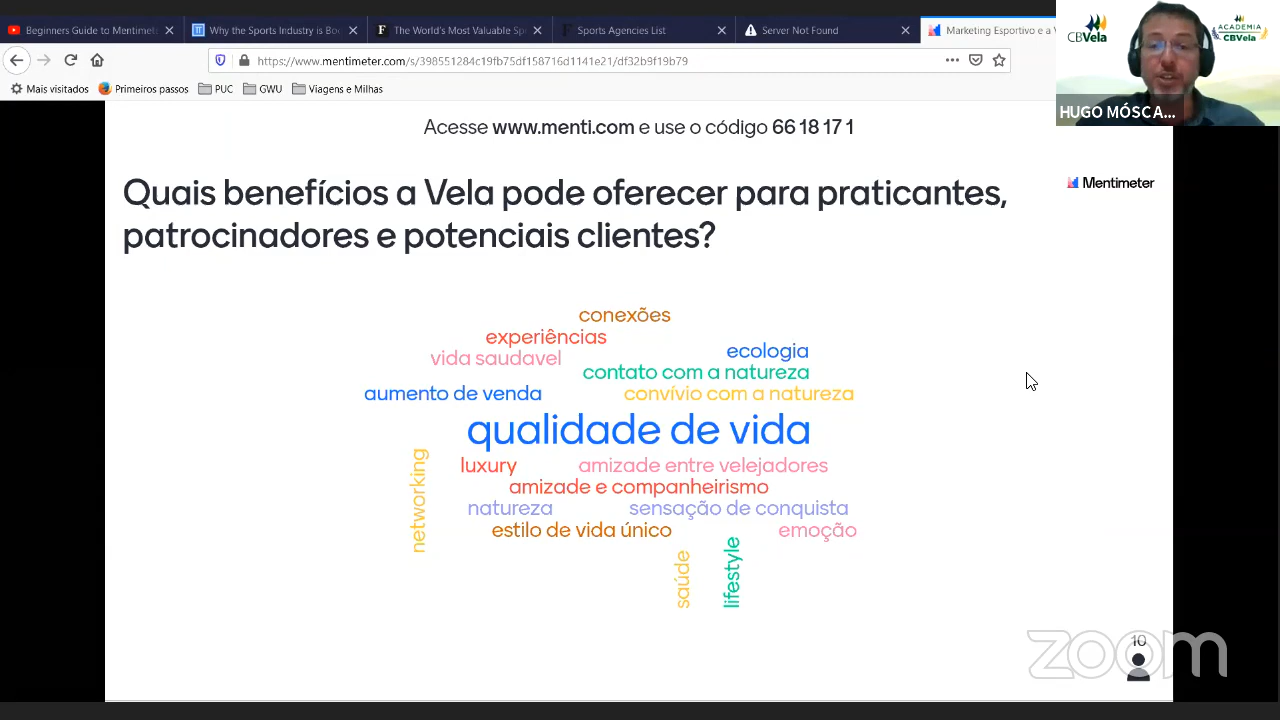 Beginners Guide to Mentimet
Why the Sports Industry is Boo
The World's Most Valuable Sp
Sports Agencies List
Server Not Found
Marketing Esportivo e a V
CBVela
ACADEMIA
CBVela
https://www.mentimeter.com/s/398551284c19fb75df158716d1141e21/df32b9f19b79
Mais visitados
Primeiros passos
PUC
GWU
Viagens e Milhas
HUGO MÓSCA...
Acesse www.menti.com e use o código 66 18 17 1
Mentimeter
Quais benefícios a Vela pode oferecer para praticantes,
patrocinadores e potenciais clientes?
conexões
experiências
ecologia
vida saudavel
contato com a natureza
aumento de venda
convívio com a natureza
qualidade de vida
networking
luxury
amizade entre velejadores
amizade e companheirismo
natureza
sensação de conquista
estilo de vida único
emoção
saúde
lifestyle
10
zoom